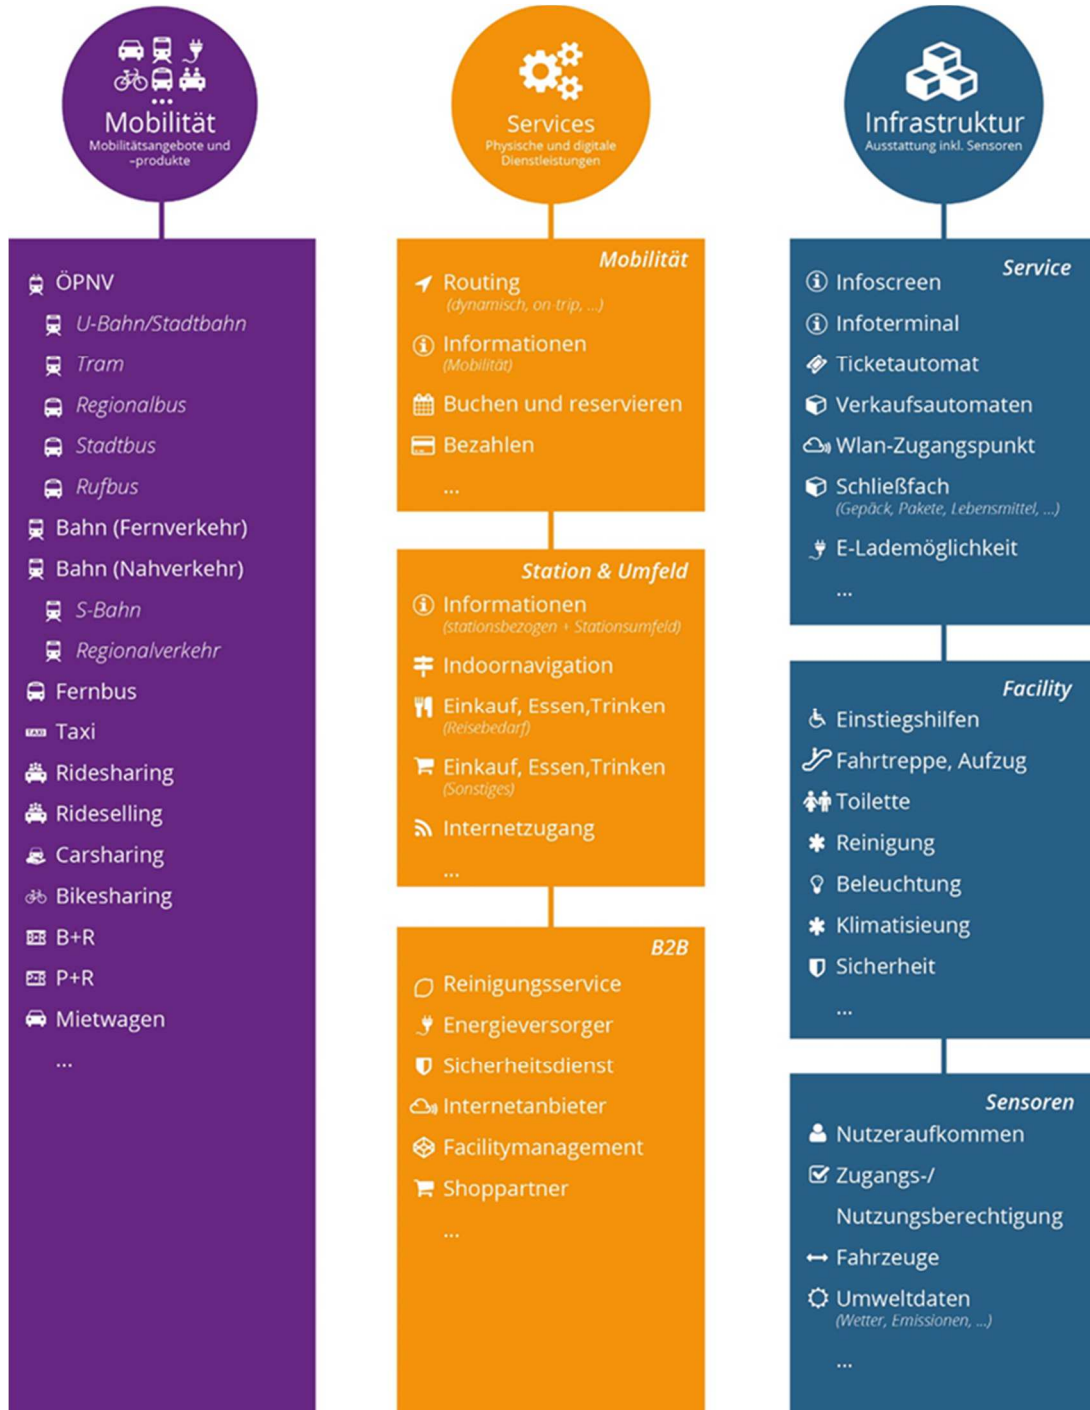 Mobilität
Mobilitätsangebote und
–produkte
ÖPNV
U-Bahn/Stadtbahn
Tram
Regionalbus
Stadtbus
Rufbus
Bahn (Fernverkehr)
Bahn (Nahverkehr)
S-Bahn
Regionalverkehr
Fernbus
TAXI Taxi
Ridesharing
Rideselling
Carsharing
Bikesharing
B+R B+R
P+R P+R
Mietwagen
...
Services
Physische und digitale
Dienstleistungen
Mobilität
Routing
(dynamisch, on-trip, ...)
Informationen
(Mobilität)
Buchen und reservieren
Bezahlen
...
Station & Umfeld
Informationen
(stationsbezogen + Stationsumfeld)
Indoornavigation
Einkauf, Essen,Trinken
(Reisebedarf)
Einkauf, Essen,Trinken
(Sonstiges)
Internetzugang
...
B2B
Reinigungsservice
Energieversorger
Sicherheitsdienst
Internetanbieter
Facilitymanagement
Shoppartner
...
Infrastruktur
Ausstattung inkl. Sensoren
Service
Infoscreen
Infoterminal
Ticketautomat
Verkaufsautomaten
Wlan-Zugangspunkt
Schließfach
(Gepäck, Pakete, Lebensmittel, ...)
E-Lademöglichkeit
...
Facility
Einstiegshilfen
Fahrtreppe, Aufzug
Toilette
Reinigung
Beleuchtung
Klimatisieung
Sicherheit
...
Sensoren
Nutzeraufkommen
Zugangs-/
Nutzungsberechtigung
Fahrzeuge
Umweltdaten
(Wetter, Emissionen, ...)
...